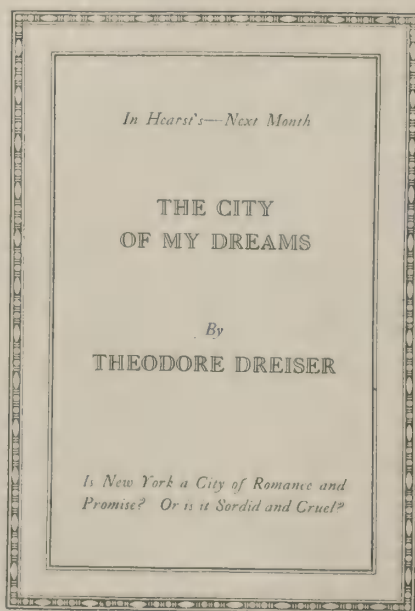 In Hearst's—Next Month
THE CITY
OF MY DREAMS
By
THEODORE DREISER
Is New York a City of Romance and
Promise? Or is it Sordid and Cruel?